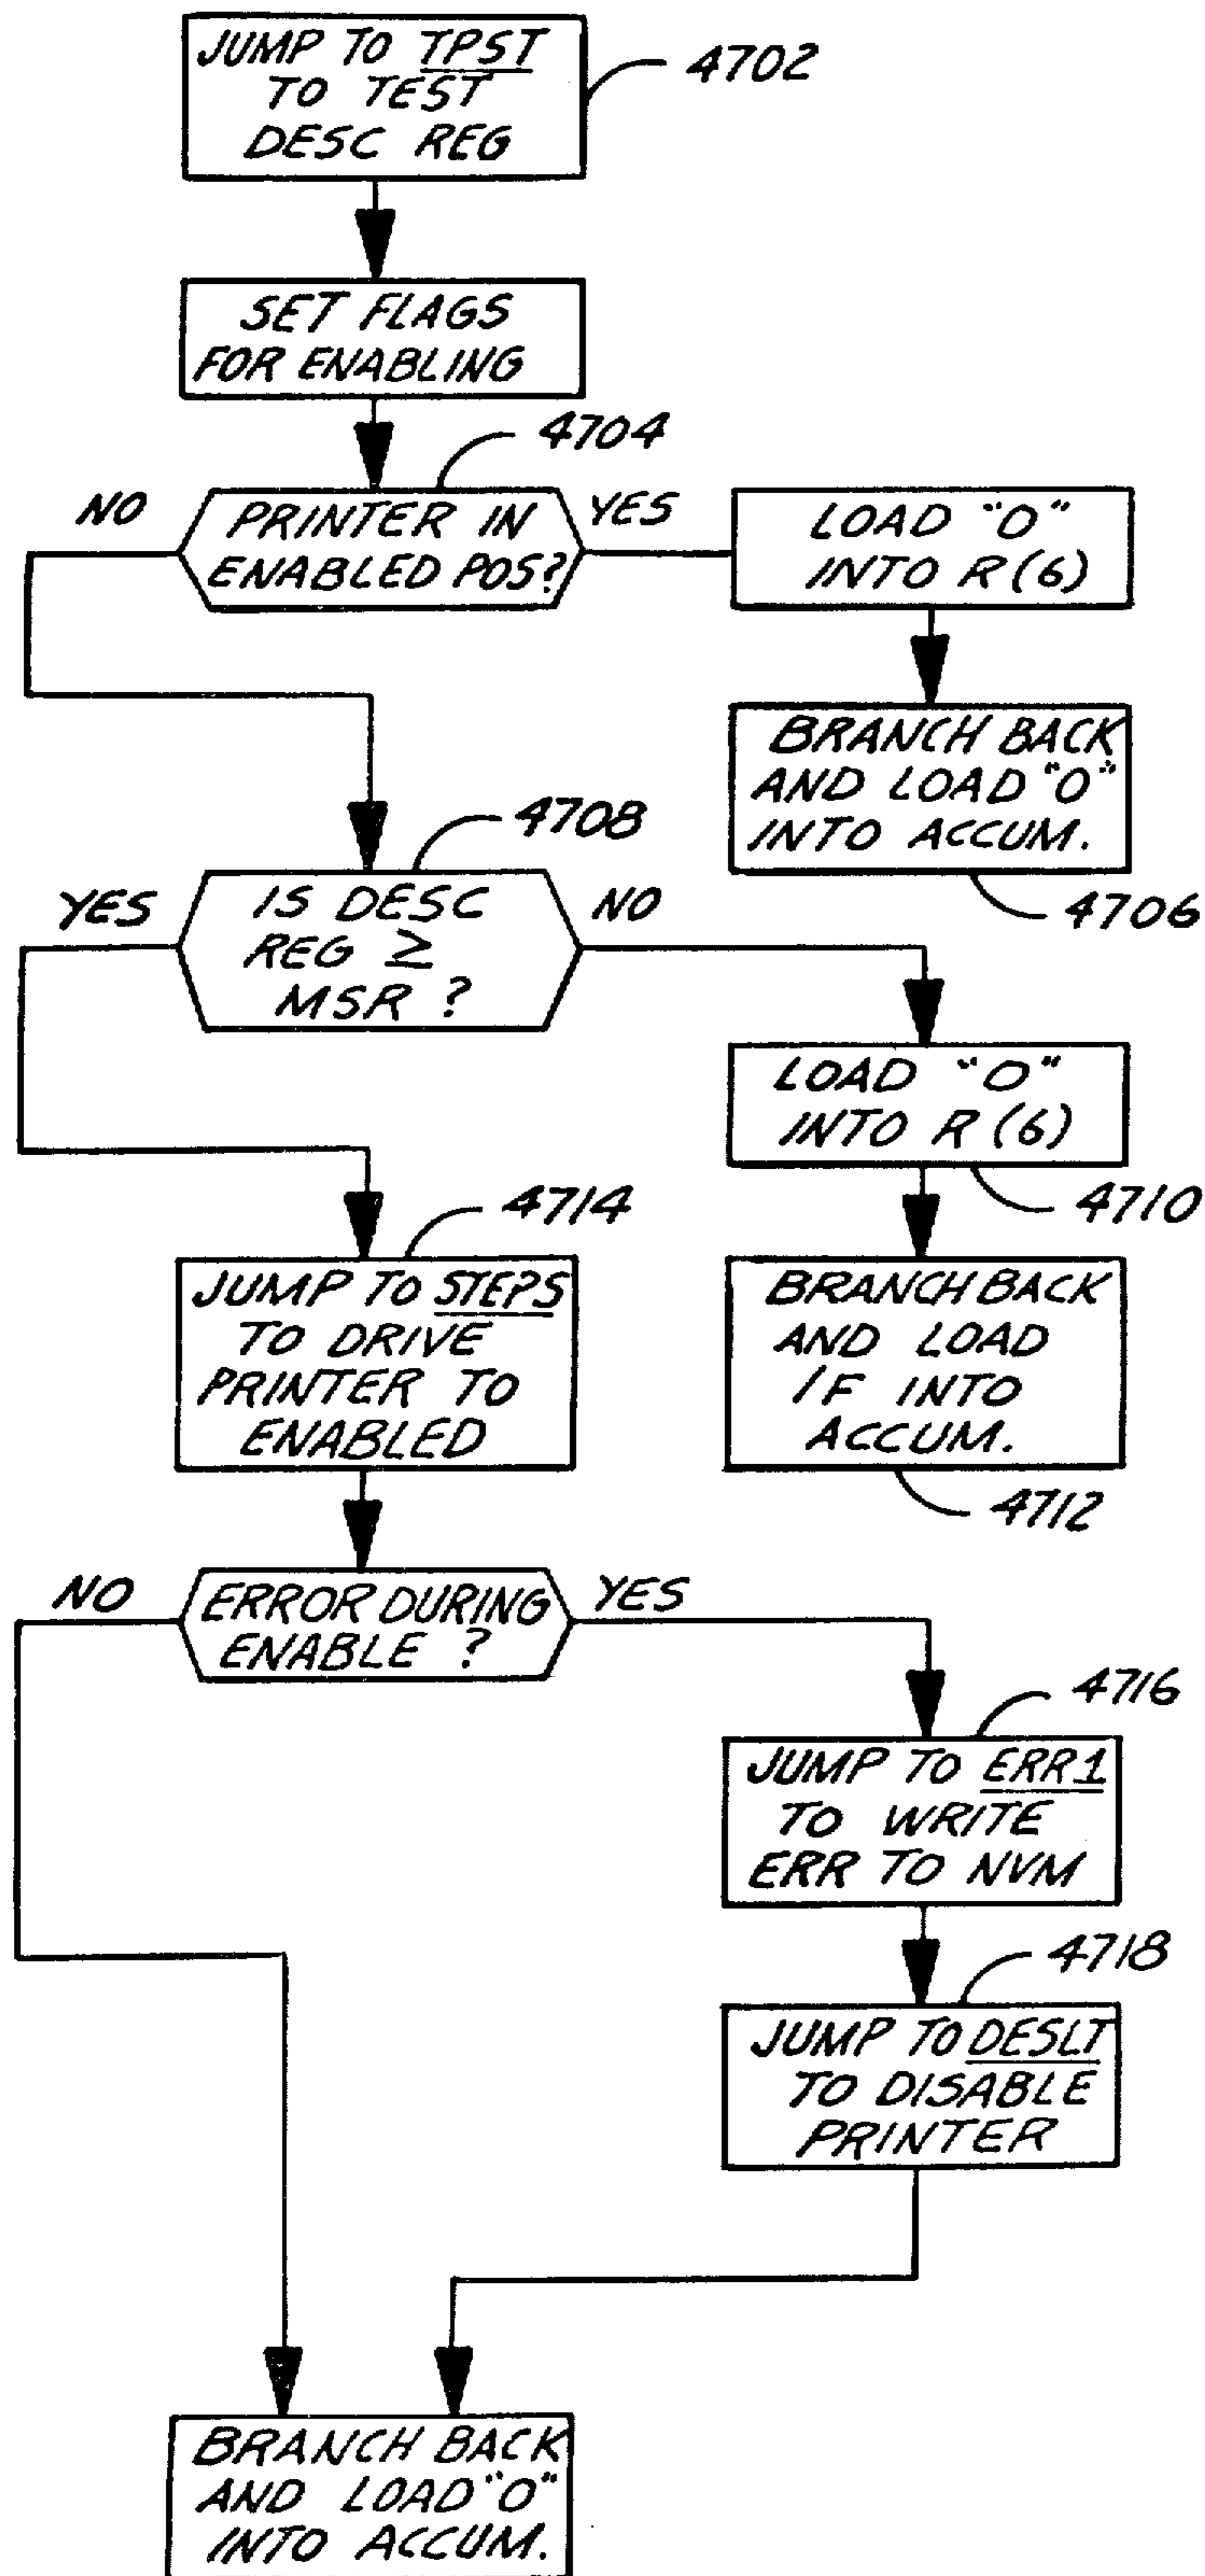 JUMP TO TPST
TO TEST
DESC REG
4702
SET FLAGS
FOR ENABLING
4704
NO
PRINTER IN
ENABLED POS?
YES
LOAD "O"
INTO R(6)
BRANCH BACK
AND LOAD "O"
INTO ACCUM.
4706
4708
YES
IS DESC
REG ≥
MSR ?
NO
LOAD "O"
INTO R(6)
4710
BRANCH BACK
AND LOAD
1F INTO
ACCUM.
4712
4714
JUMP TO STEPS
TO DRIVE
PRINTER TO
ENABLED
NO
ERROR DURING
ENABLE ?
YES
4716
JUMP TO ERR1
TO WRITE
ERR TO NVM
4718
JUMP TO DESLT
TO DISABLE
PRINTER
BRANCH BACK
AND LOAD "O"
INTO ACCUM.